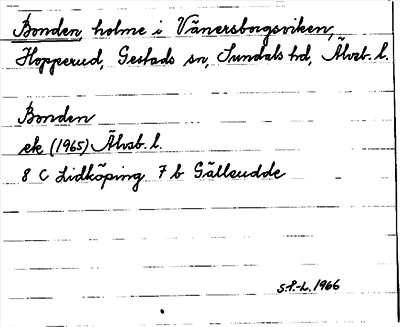 Bonden, holme i Vänersborgsviken,
Hopperud, Gestads sn, Sundals hd, Älvsb. l.
Bonden
ek (1965) Älvsb. l.
8 C Lidköping 7 b Gälleudde
S.P-L. 1966